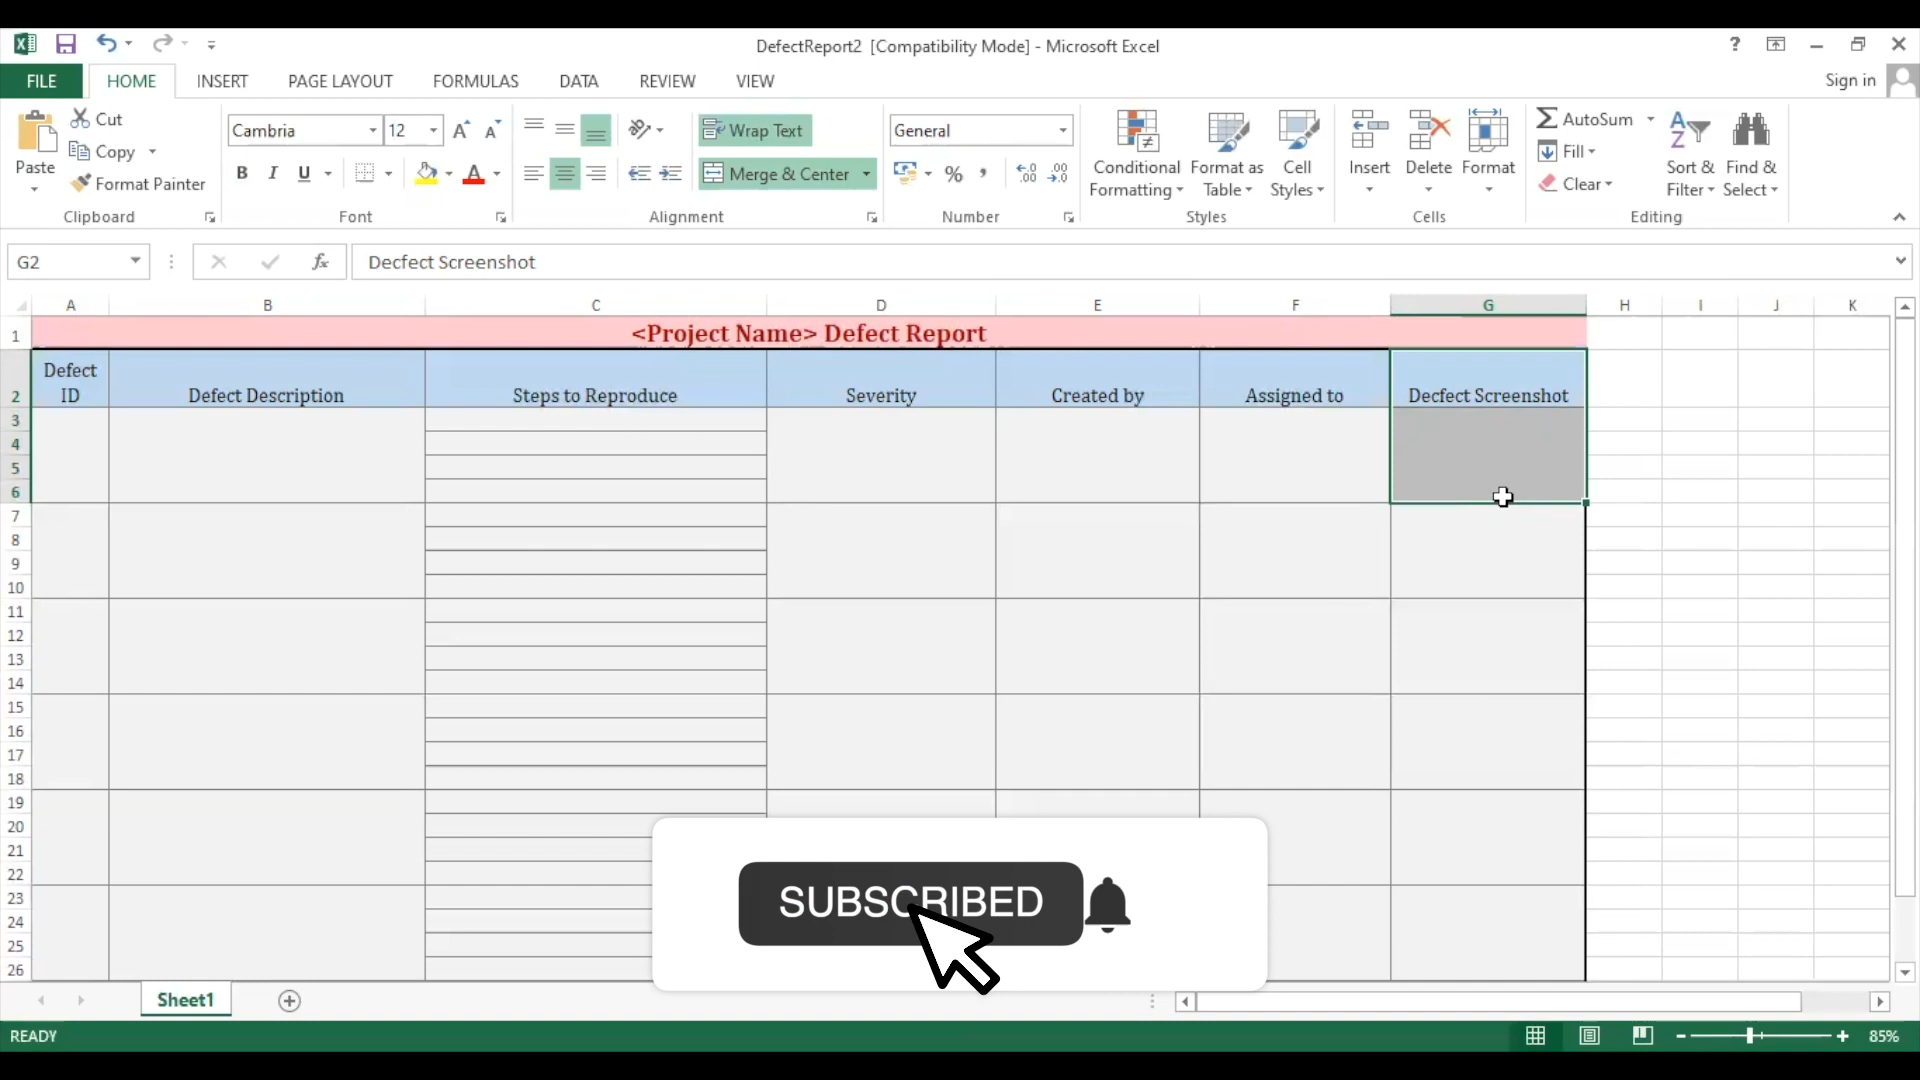 DefectReport2 [Compatibility Mode] - Microsoft Excel
?
FILE HOME INSERT PAGE LAYOUT FORMULAS DATA REVIEW VIEW Sign in
Paste
Cut
Copy
Format Painter
Clipboard
Cambria 12
B I U
Font
Wrap Text
Merge & Center
Alignment
General
%
Number
Conditional Formatting
Format as Table
Cell Styles
Styles
Insert
Delete
Format
Cells
AutoSum
Fill
Clear
Sort & Filter
Find & Select
Editing
G2 fx Decfect Screenshot
A B C D E F G H I J K
1 <Project Name> Defect Report
2 Defect ID Defect Description Steps to Reproduce Severity Created by Assigned to Decfect Screenshot
3
4
5
6
7
8
9
10
11
12
13
14
15
16
17
18
19
20
21
22
23
24
25
26
SUBSCRIBED
Sheet1
READY 85%